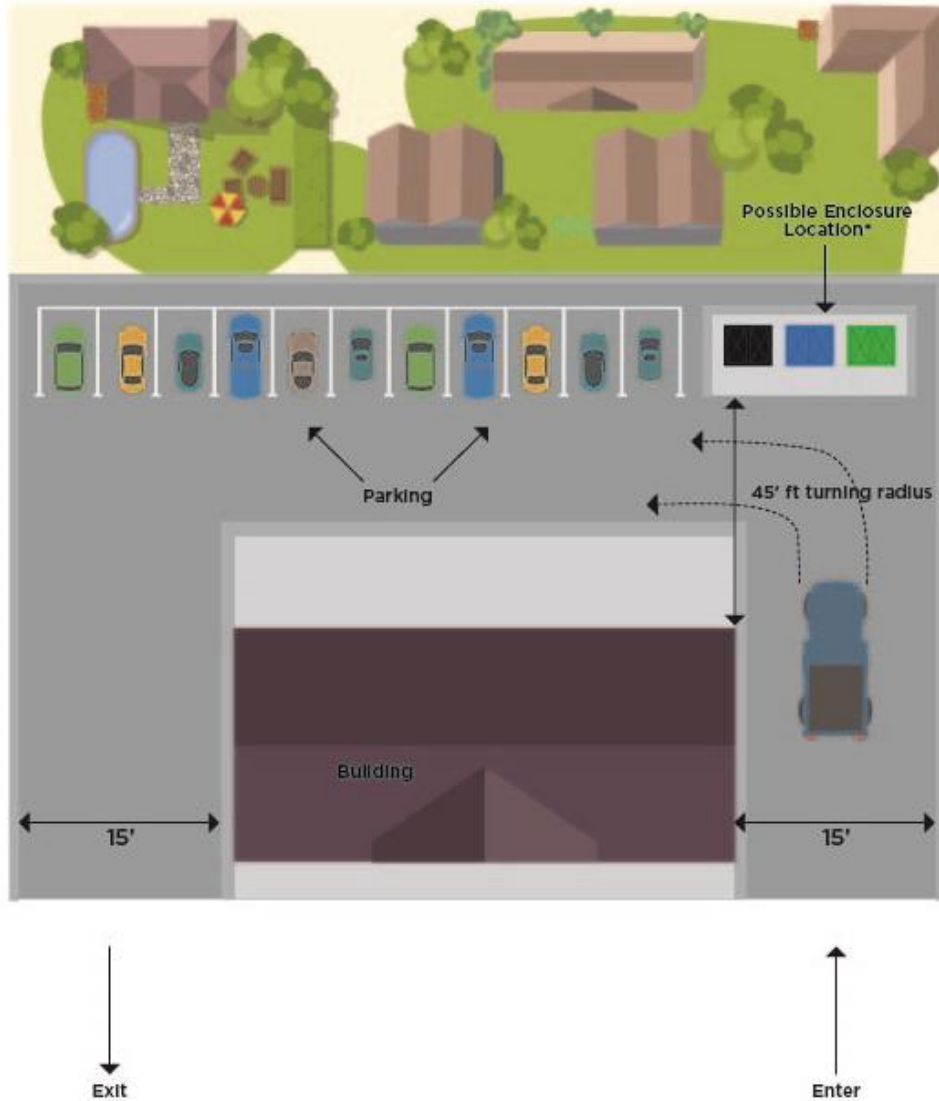 Possible Enclosure
Location*
45' ft turning radius
Parking
Building
15'
15'
Exit
Enter